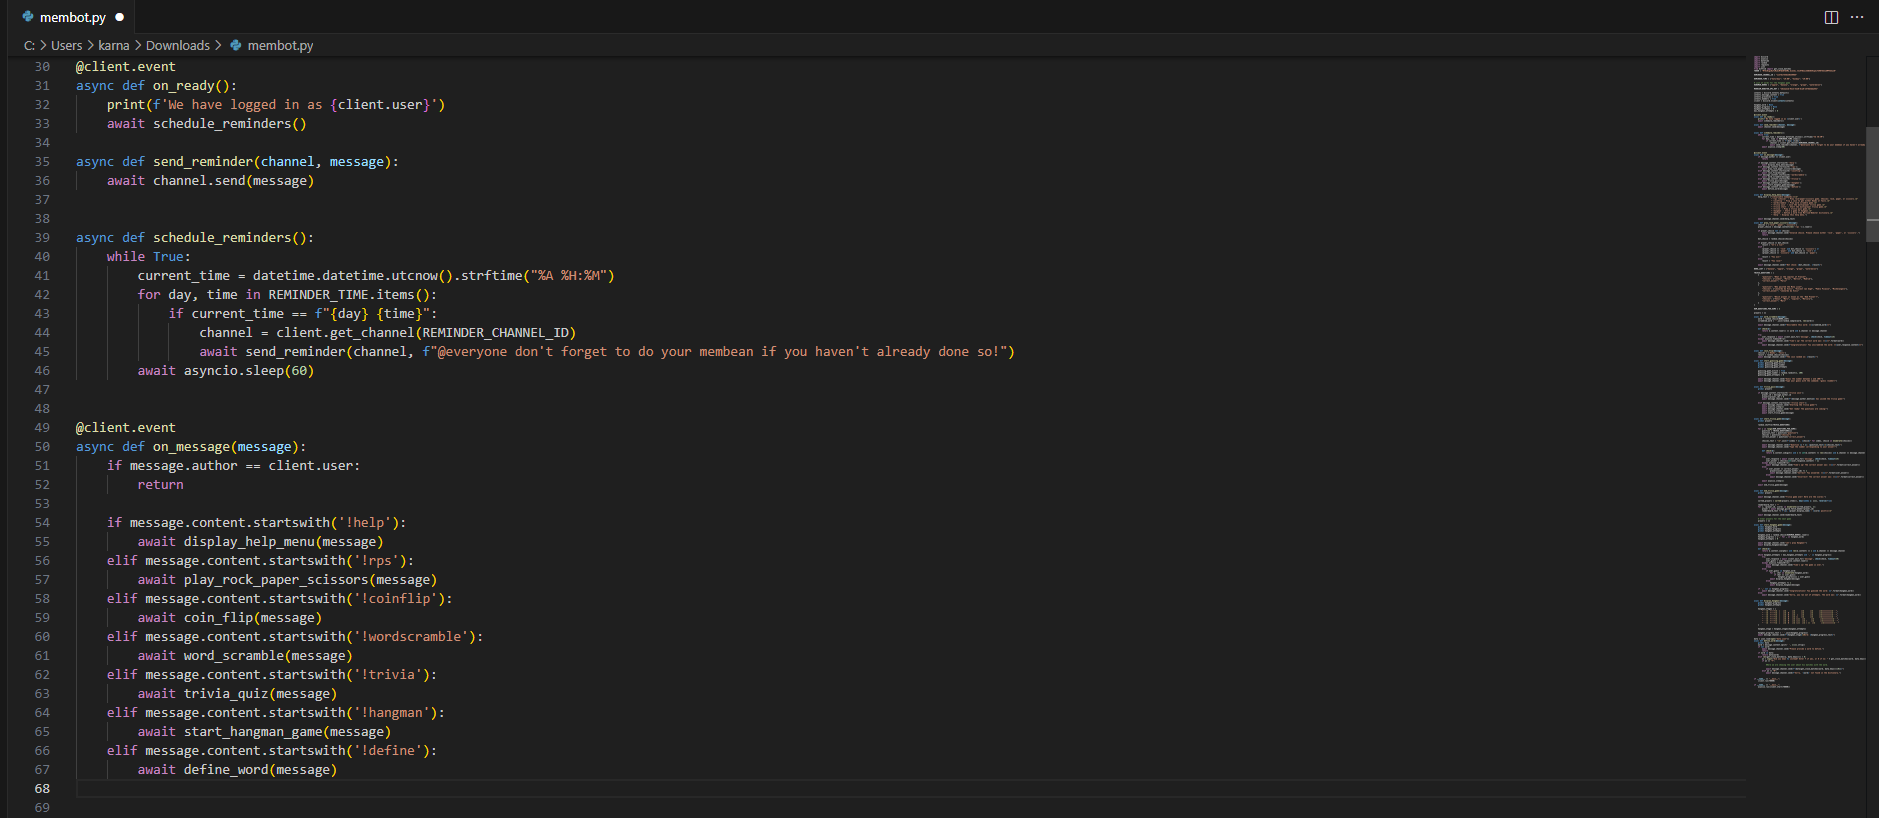 membot.py
C: > Users > karna > Downloads > membot.py
30 @client.event
31 async def on_ready():
32 print(f'We have logged in as {client.user}')
33 await schedule_reminders()
34
35 async def send_reminder(channel, message):
36 await channel.send(message)
37
38
39 async def schedule_reminders():
40 while True:
41 current_time = datetime.datetime.utcnow().strftime("%A %H:%M")
42 for day, time in REMINDER_TIME.items():
43 if current_time == f"{day} {time}":
44 channel = client.get_channel(REMINDER_CHANNEL_ID)
45 await send_reminder(channel, f"@everyone don't forget to do your membean if you haven't already done so!")
46 await asyncio.sleep(60)
47
48
49 @client.event
50 async def on_message(message):
51 if message.author == client.user:
52 return
53
54 if message.content.startswith('!help'):
55 await display_help_menu(message)
56 elif message.content.startswith('!rps'):
57 await play_rock_paper_scissors(message)
58 elif message.content.startswith('!coinflip'):
59 await coin_flip(message)
60 elif message.content.startswith('!wordscramble'):
61 await word_scramble(message)
62 elif message.content.startswith('!trivia'):
63 await trivia_quiz(message)
64 elif message.content.startswith('!hangman'):
65 await start_hangman_game(message)
66 elif message.content.startswith('!define'):
67 await define_word(message)
68
69